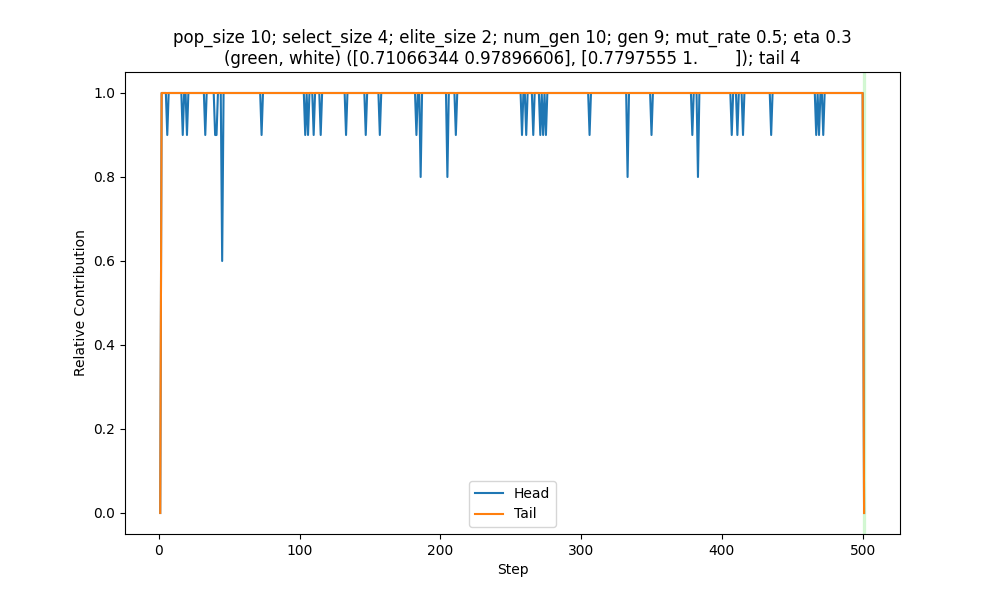 pop_size 10; select_size 4; elite_size 2; num_gen 10; gen 9; mut_rate 0.5; eta 0.3
(green, white) ([0.71066344 0.97896606], [0.7797555 1.        ]); tail 4
1.0
0.8
0.6
0.4
0.2
0.0
Relative Contribution
Head
Tail
0 100 200 300 400 500
Step